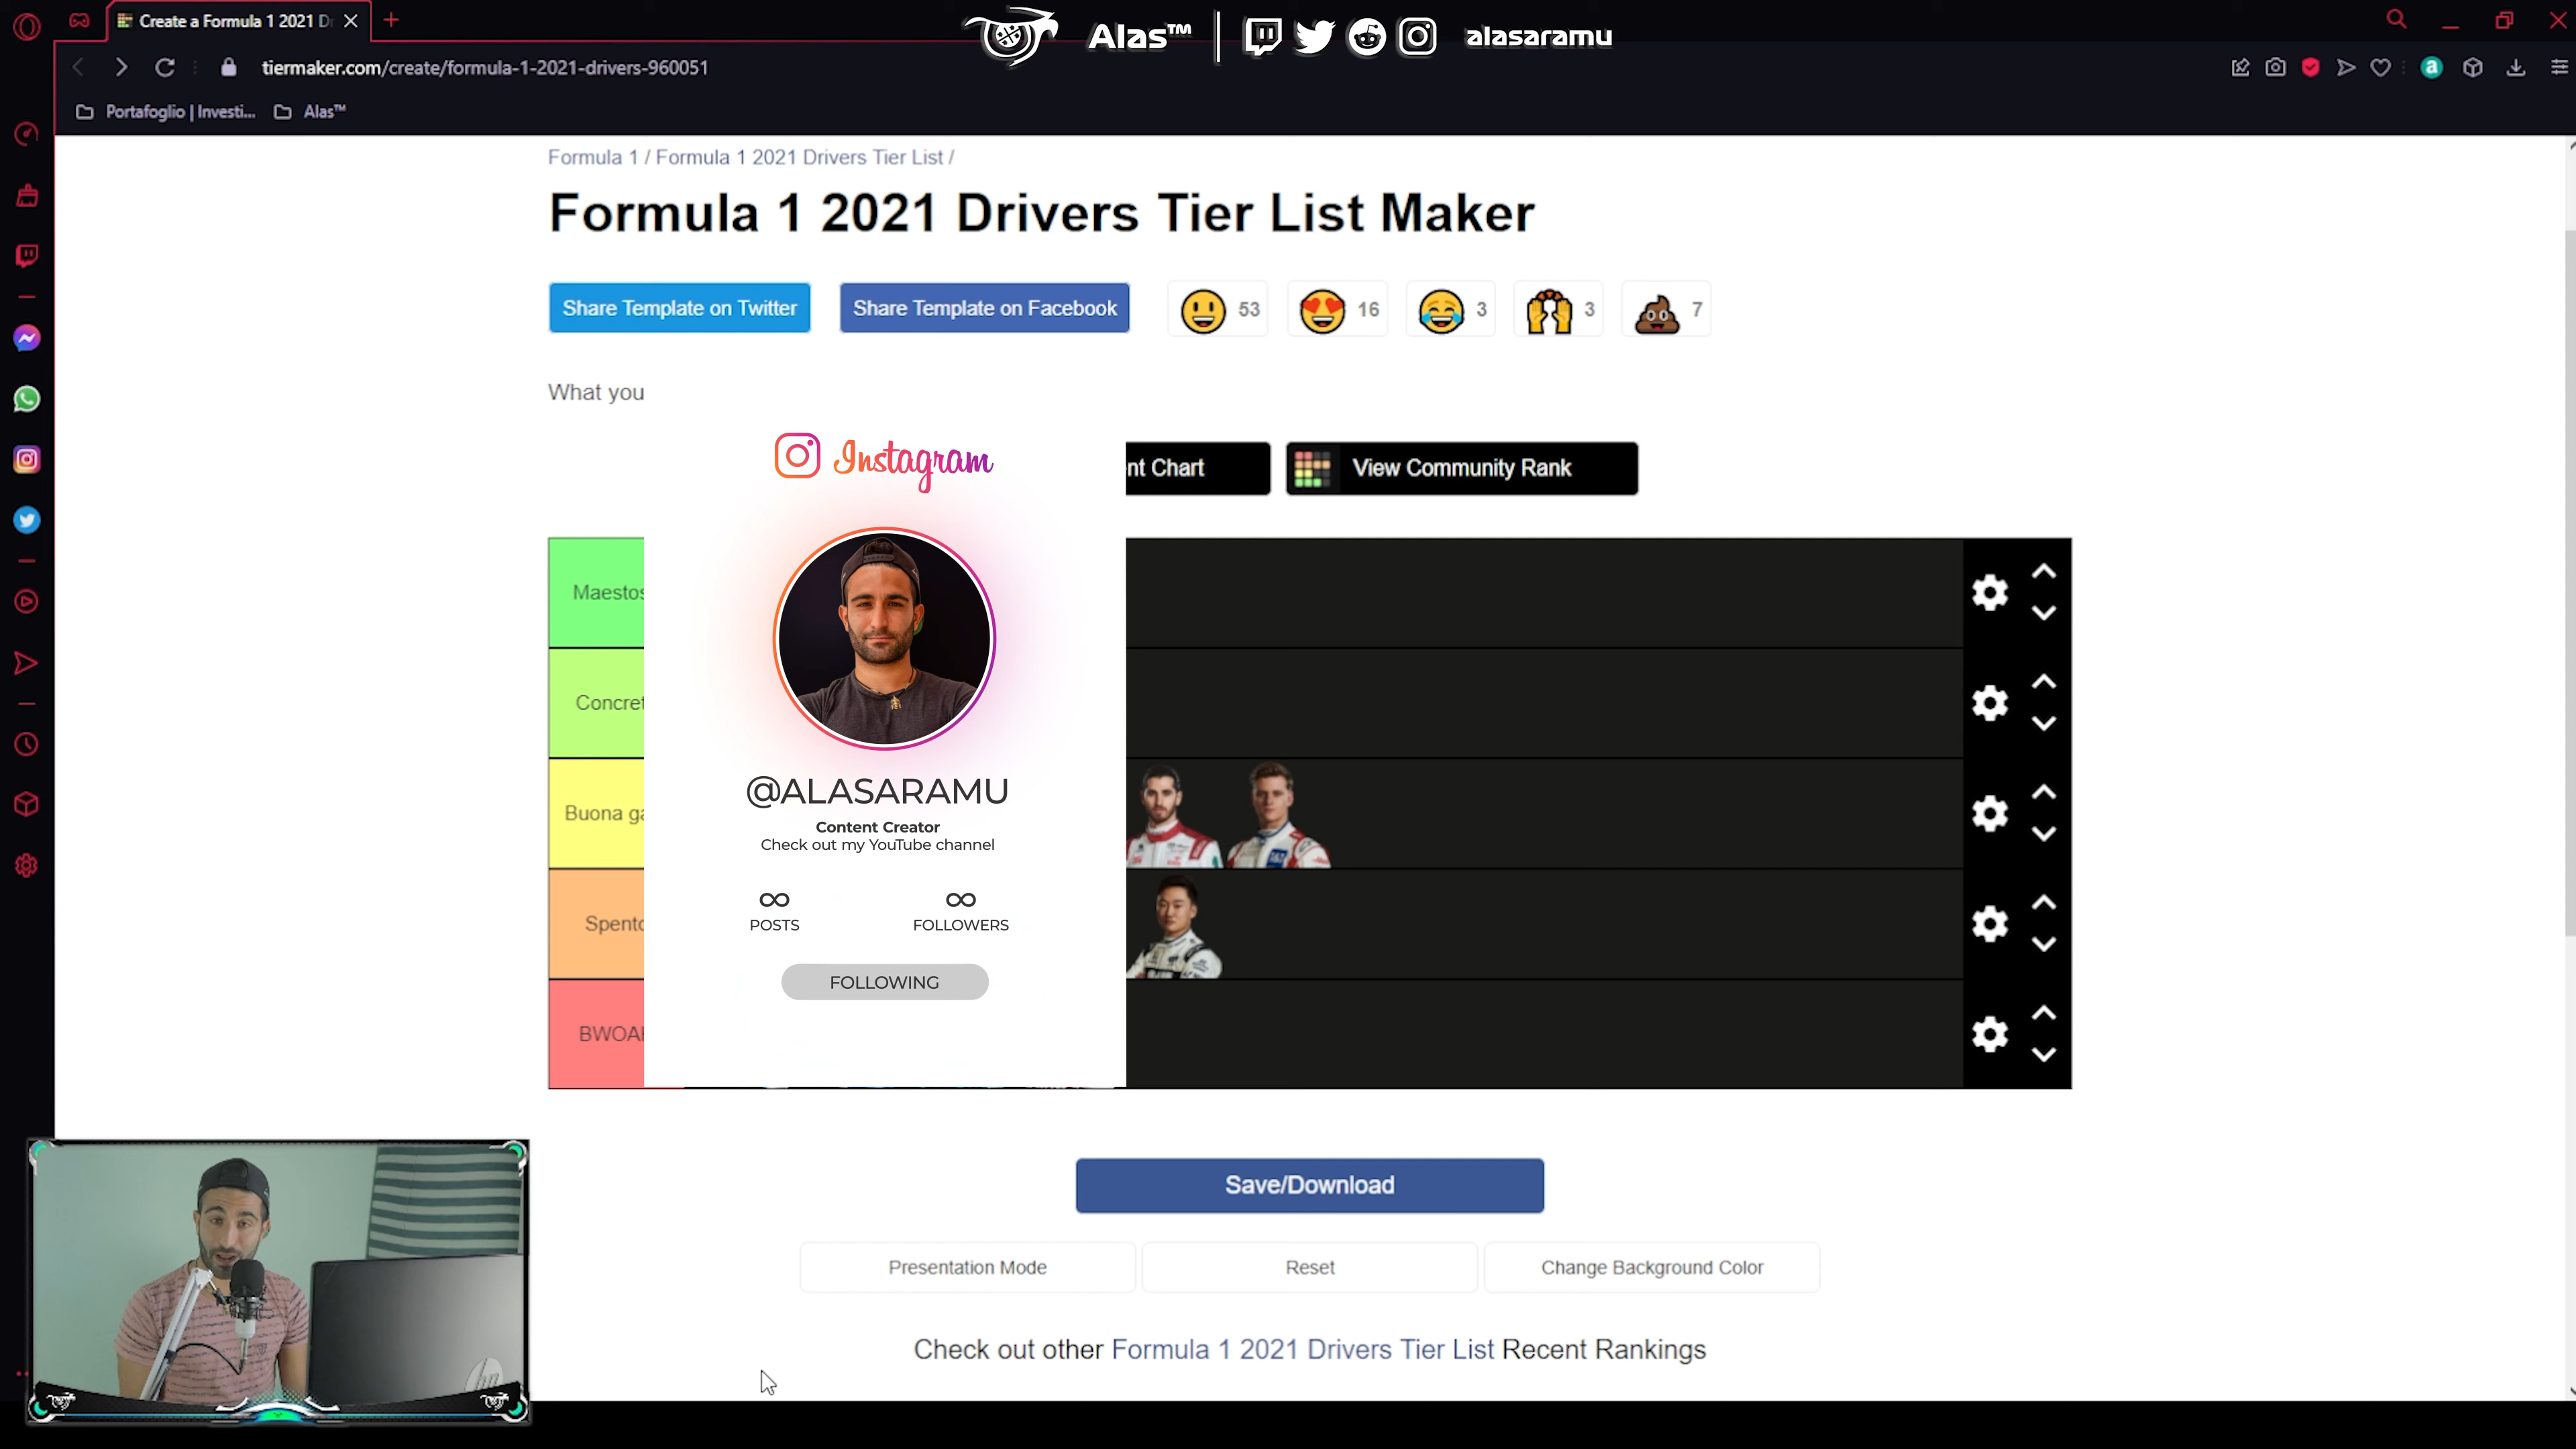 Create a Formula 1 2021 Dr
Alas™ alasaramu
tiermaker.com/create/formula-1-2021-drivers-960051
a
Portafoglio | Investi... Alas™
Formula 1 / Formula 1 2021 Drivers Tier List /
Formula 1 2021 Drivers Tier List Maker
Share Template on Twitter Share Template on Facebook 53 16 3 3 7
What you
Instagram
nt Chart View Community Rank
Maestos
Concret
@ALASARAMU
Buona ga
Content Creator
Check out my YouTube channel
∞ ∞
POSTS FOLLOWERS
Spento
FOLLOWING
BWOAH
Save/Download
Presentation Mode Reset Change Background Color
Check out other Formula 1 2021 Drivers Tier List Recent Rankings
hp